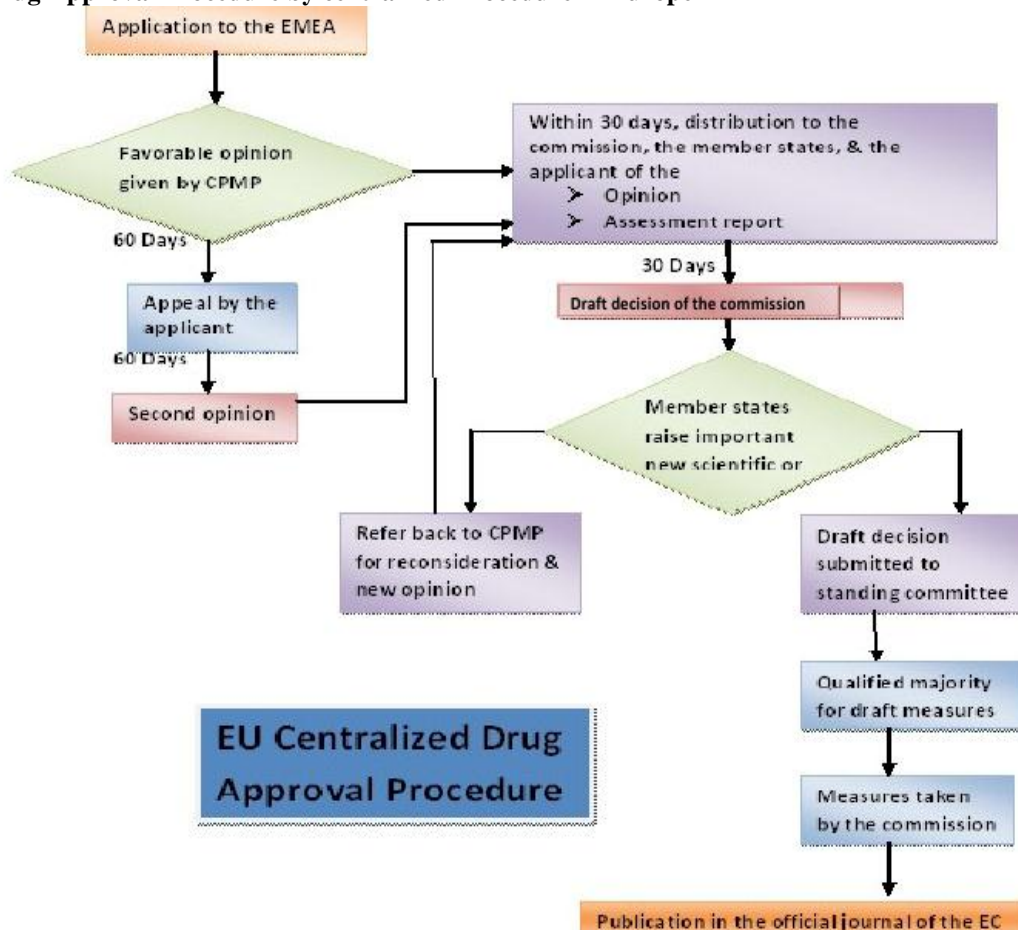 Approval Procedure by
Application to the EMEA
Favorable opinion
given by CPMP
60 Days
Appeal by the
applicant
60 Days
Second opinion
Within 30 days, distribution to the
commission, the member states, & the
applicant of the
➤ Opinion
➤ Assessment report
30 Days
Draft decision of the commission
Member states
raise important
new scientific or
Refer back to CPMP
for reconsideration &
new opinion
Draft decision
submitted to
standing committee
Qualified majority
for draft measures
Measures taken
by the commission
Publication in the official journal of the EC
EU Centralized Drug
Approval Procedure